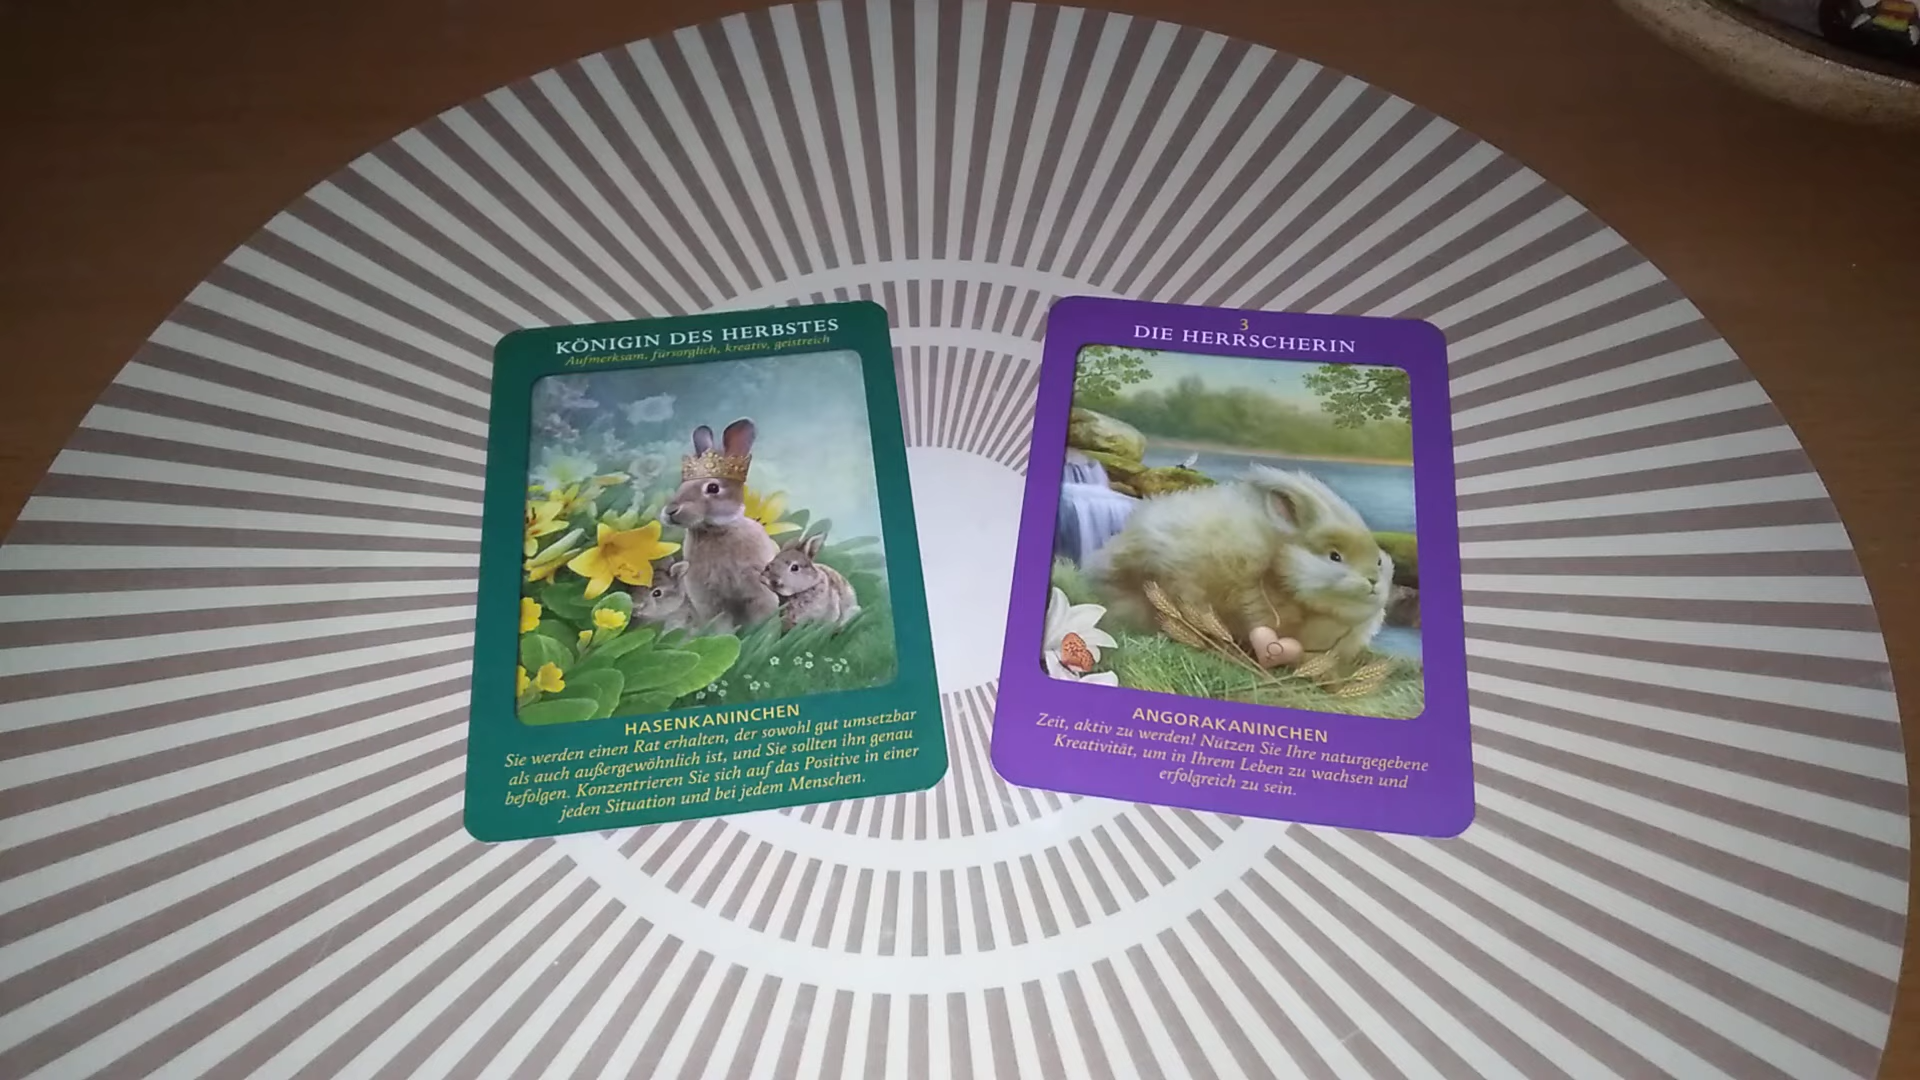 KÖNIGIN DES HERBSTES
Aufmerksam, fürsorglich, kreativ, geistreich
HASENKANINCHEN
Sie werden einen Rat erhalten, der sowohl gut umsetzbar
als auch außergewöhnlich ist, und Sie sollten ihn genau
befolgen. Konzentrieren Sie sich auf das Positive in einer
jeden Situation und bei jedem Menschen.
3
DIE HERRSCHERIN
ANGORAKANINCHEN
Zeit, aktiv zu werden! Nützen Sie Ihre naturgegebene
Kreativität, um in Ihrem Leben zu wachsen und
erfolgreich zu sein.